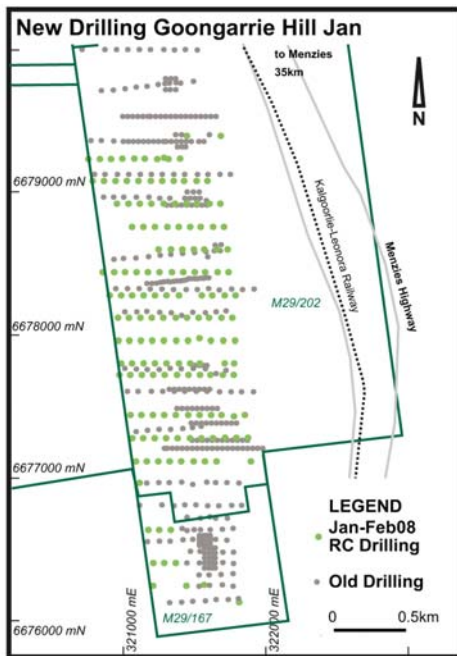 New Drilling Goongarrie Hill Jan
to Menzies
35km
N
6679000 mN
Kalgoorlie-Leonora Railway
Menzies Highway
M29/202
6678000 mN
6677000 mN
LEGEND
Jan-Feb08
RC Drilling
Old Drilling
0 0.5km
6676000 mN
321000 mE
M29/167
322000 mE